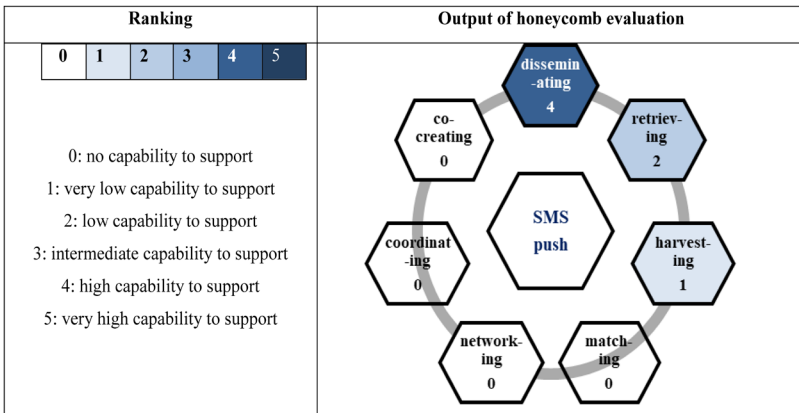 Ranking
Output of honeycomb evaluation
0 1 2 3 4 5
0: no capability to support
1: very low capability to support
2: low capability to support
3: intermediate capability to support
4: high capability to support
5: very high capability to support
dissemin
-ating
4
retriev-
ing
2
harvest-
ing
1
match-
ing
0
network-
ing
0
coordinat
-ing
0
co-
creating
0
SMS
push